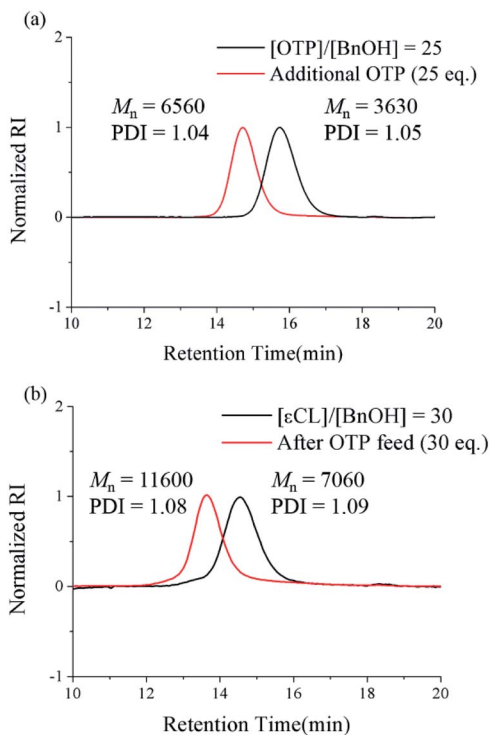 (a)
2
[OTP]/[BnOH] = 25
Additional OTP (25 eq.)
Mn = 6560
PDI = 1.04
Mn = 3630
PDI = 1.05
1
0
-1
Normalized RI
10 12 14 16 18 20
Retention Time(min)
(b)
2
[εCL]/[BnOH] = 30
After OTP feed (30 eq.)
Mn = 11600
PDI = 1.08
Mn = 7060
PDI = 1.09
1
0
-1
Normalized RI
10 12 14 16 18 20
Retention Time(min)